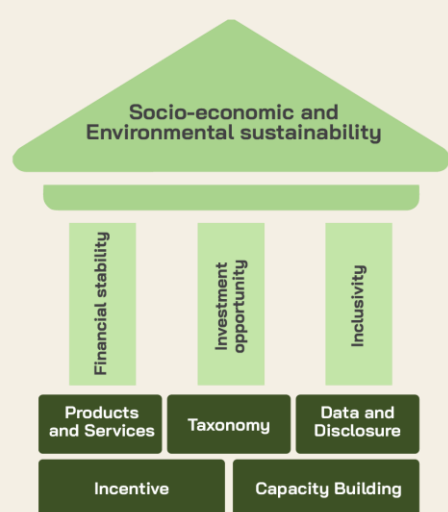 Socio-economic and
Environmental sustainability
Financial stability
Investment
opportunity
Inclusivity
Products
and Services
Taxonomy
Data and
Disclosure
Incentive
Capacity Building